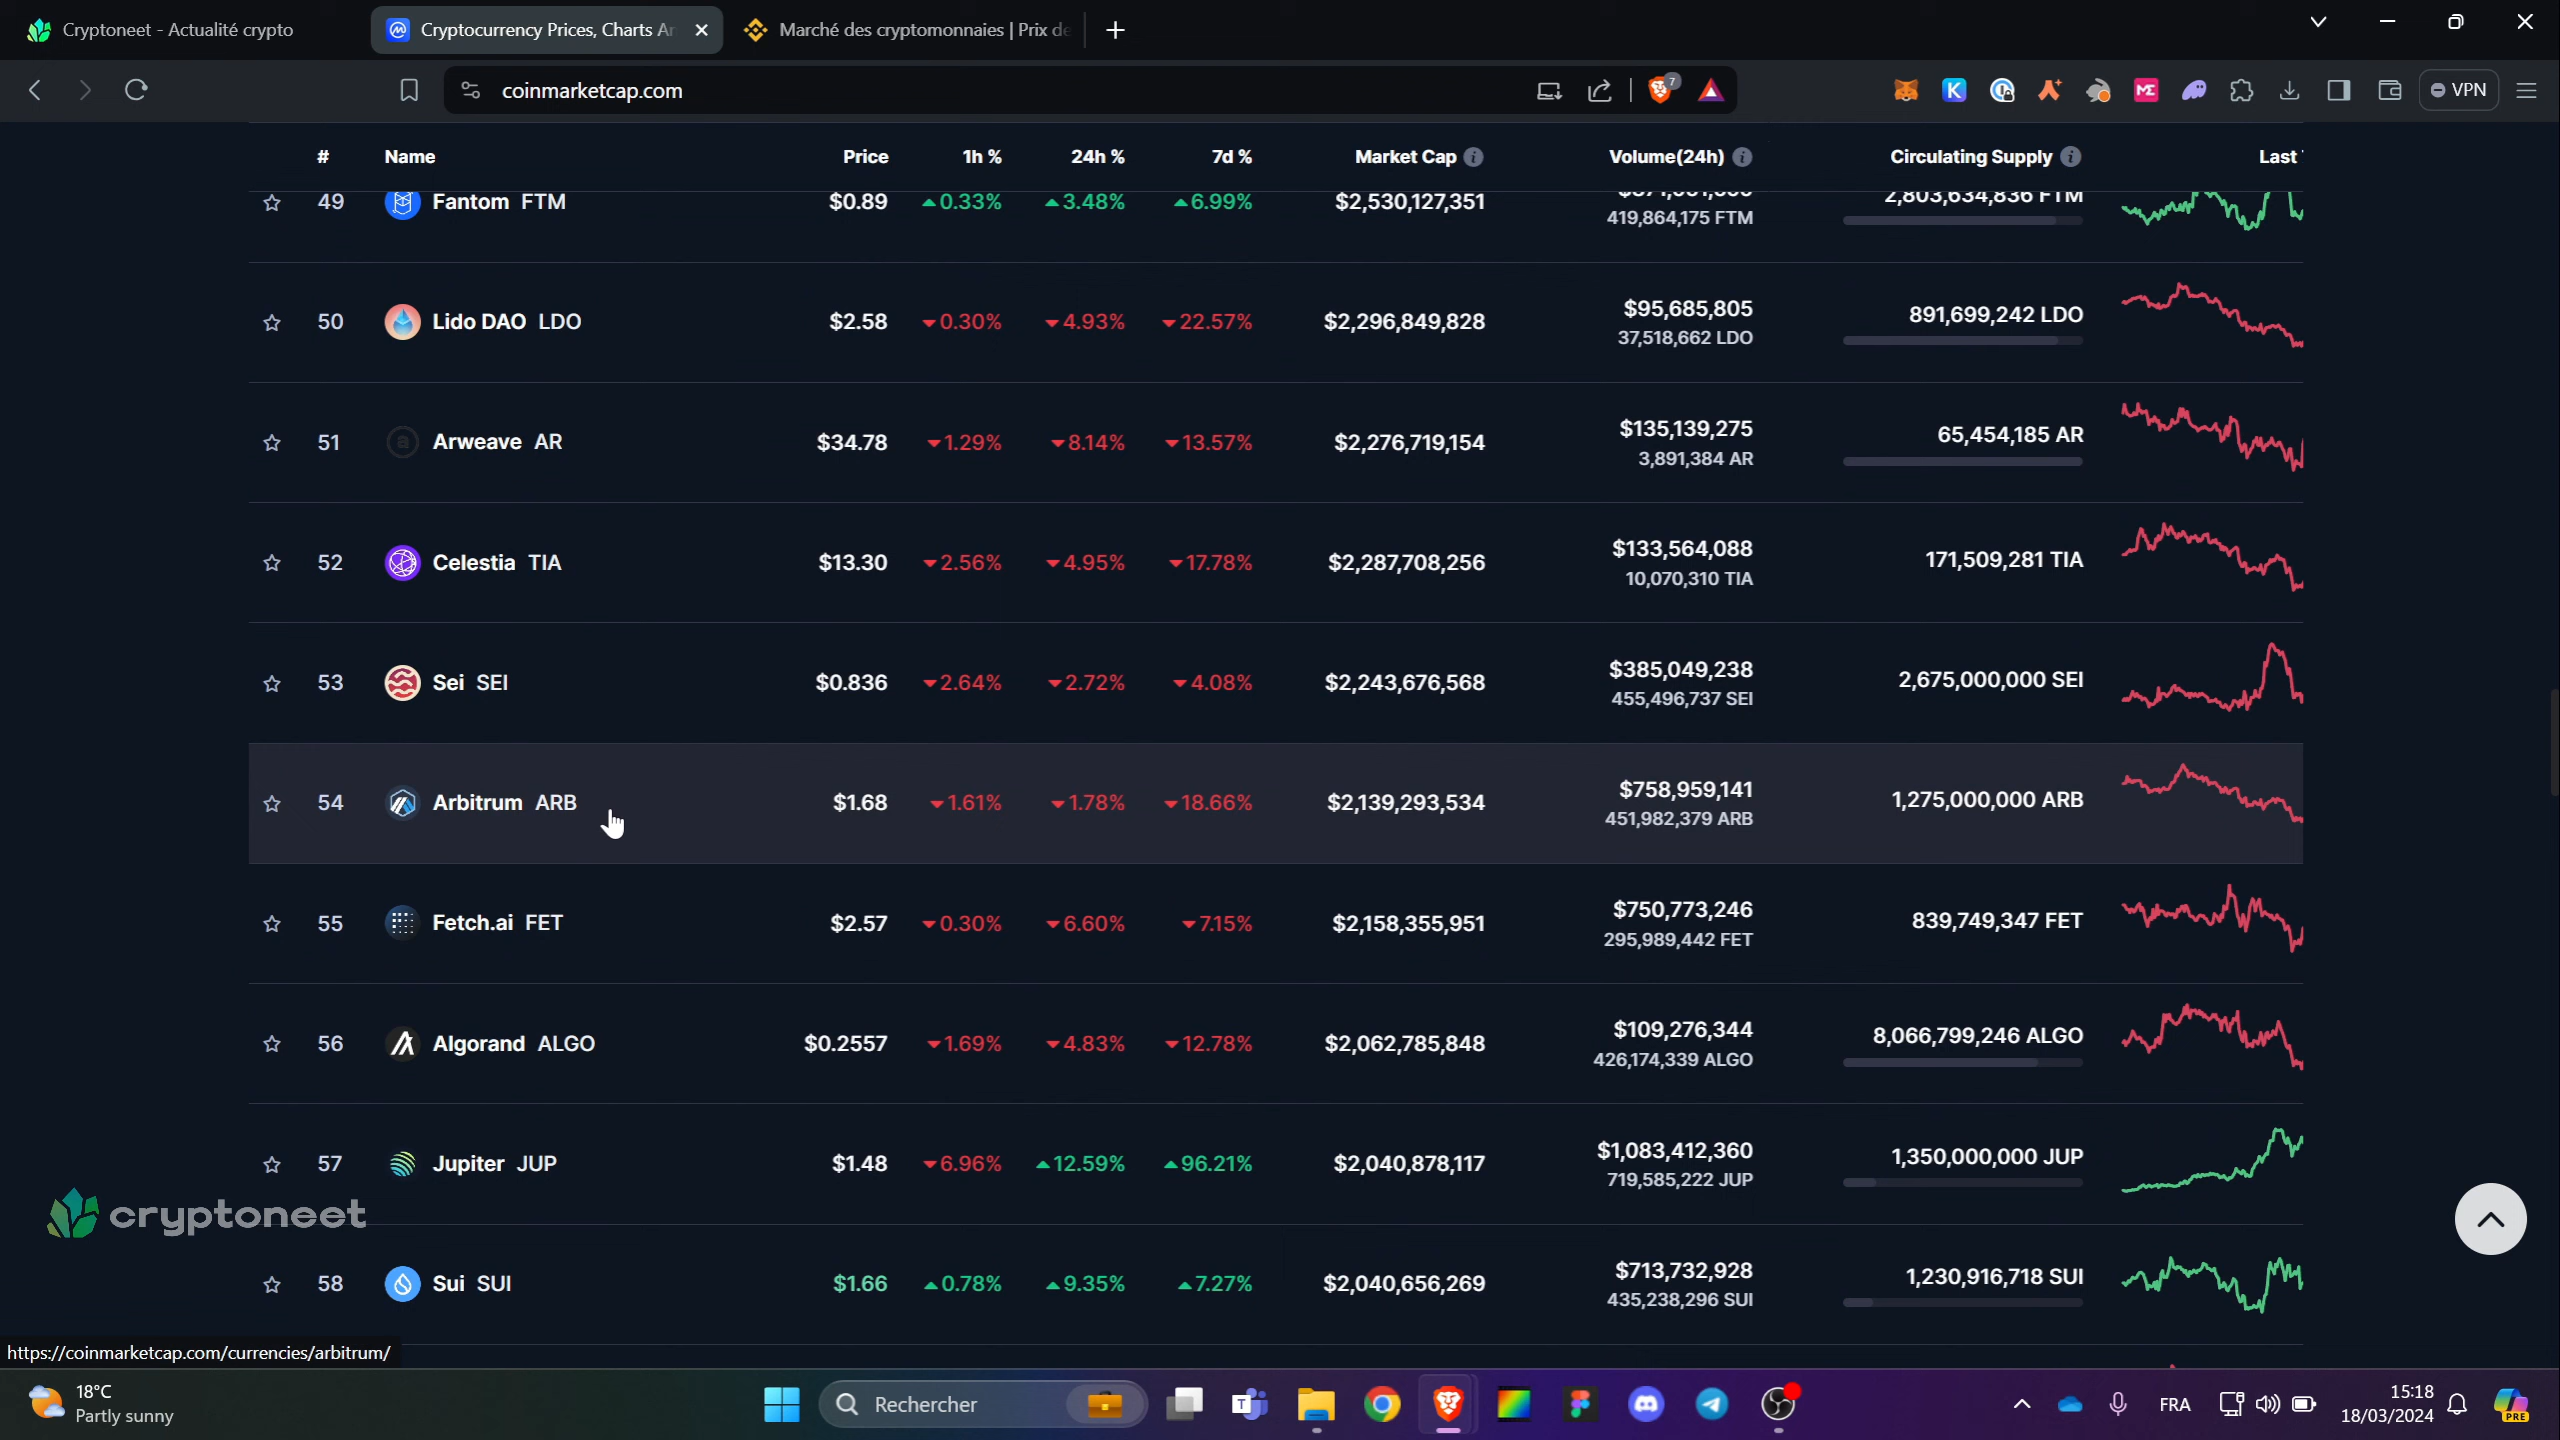 Cryptoneet - Actualité crypto
Cryptocurrency Prices, Charts Ar
Marché des cryptomonnaies | Prix de
coinmarketcap.com
7
VPN
# Name Price 1h % 24h % 7d % Market Cap Volume(24h) Circulating Supply Last
49 Fantom FTM $0.89 0.33% 3.48% 6.99% $2,530,127,351 419,864,175 FTM 2,803,634,836 FTM
50 Lido DAO LDO $2.58 0.30% 4.93% 22.57% $2,296,849,828 $95,685,805 891,699,242 LDO
37,518,662 LDO
51 Arweave AR $34.78 1.29% 8.14% 13.57% $2,276,719,154 $135,139,275 65,454,185 AR
3,891,384 AR
52 Celestia TIA $13.30 2.56% 4.95% 17.78% $2,287,708,256 $133,564,088 171,509,281 TIA
10,070,310 TIA
53 Sei SEI $0.836 2.64% 2.72% 4.08% $2,243,676,568 $385,049,238 2,675,000,000 SEI
455,496,737 SEI
54 Arbitrum ARB $1.68 1.61% 1.78% 18.66% $2,139,293,534 $758,959,141 1,275,000,000 ARB
451,982,379 ARB
55 Fetch.ai FET $2.57 0.30% 6.60% 7.15% $2,158,355,951 $750,773,246 839,749,347 FET
295,989,442 FET
56 Algorand ALGO $0.2557 1.69% 4.83% 12.78% $2,062,785,848 $109,276,344 8,066,799,246 ALGO
426,174,339 ALGO
57 Jupiter JUP $1.48 6.96% 12.59% 96.21% $2,040,878,117 $1,083,412,360 1,350,000,000 JUP
719,585,222 JUP
cryptoneet
58 Sui SUI $1.66 0.78% 9.35% 7.27% $2,040,656,269 $713,732,928 1,230,916,718 SUI
435,238,296 SUI
https://coinmarketcap.com/currencies/arbitrum/
18°C
Partly sunny
Rechercher
FRA
15:18
18/03/2024
PRE